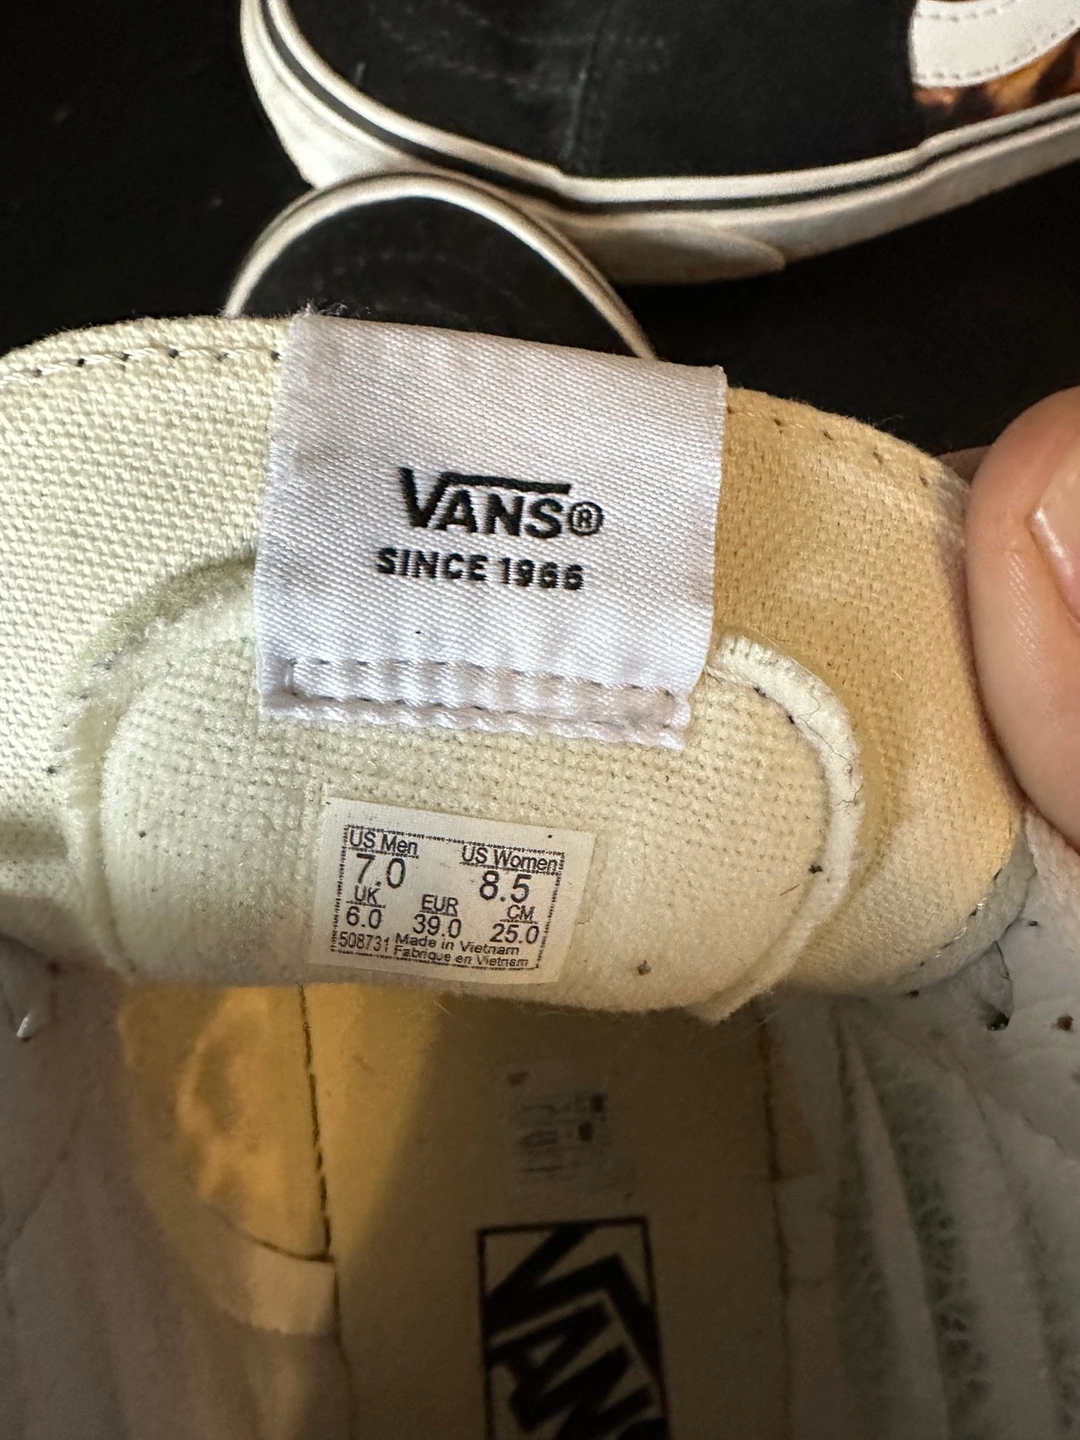 VANS®
SINCE 1966
US Men US Women
7.0 8.5
UK EUR CM
6.0 39.0 25.0
508731 Made in Vietnam
Fabrique en Vietnam
VANS